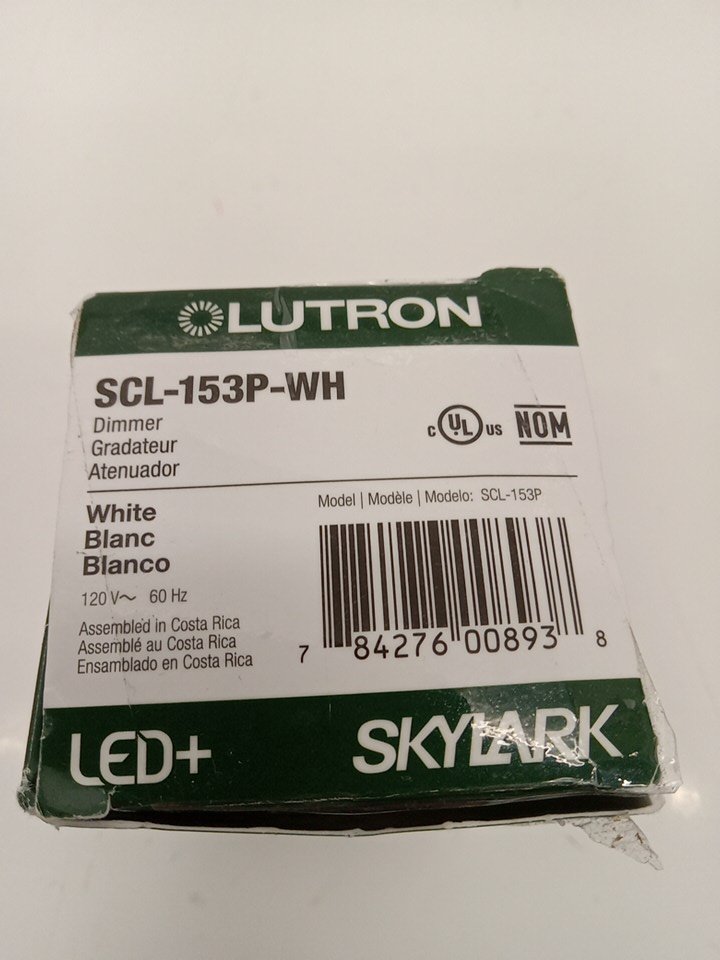 LUTRON
SCL-153P-WH
Dimmer
Gradateur
Atenuador
c UL US NOM
White
Blanc
Blanco
120 V~ 60 Hz
Assembled in Costa Rica
Assemblé au Costa Rica
Ensamblado en Costa Rica
Model | Modèle | Modelo: SCL-153P
7 84276 00893 8
LED+ SKYLARK